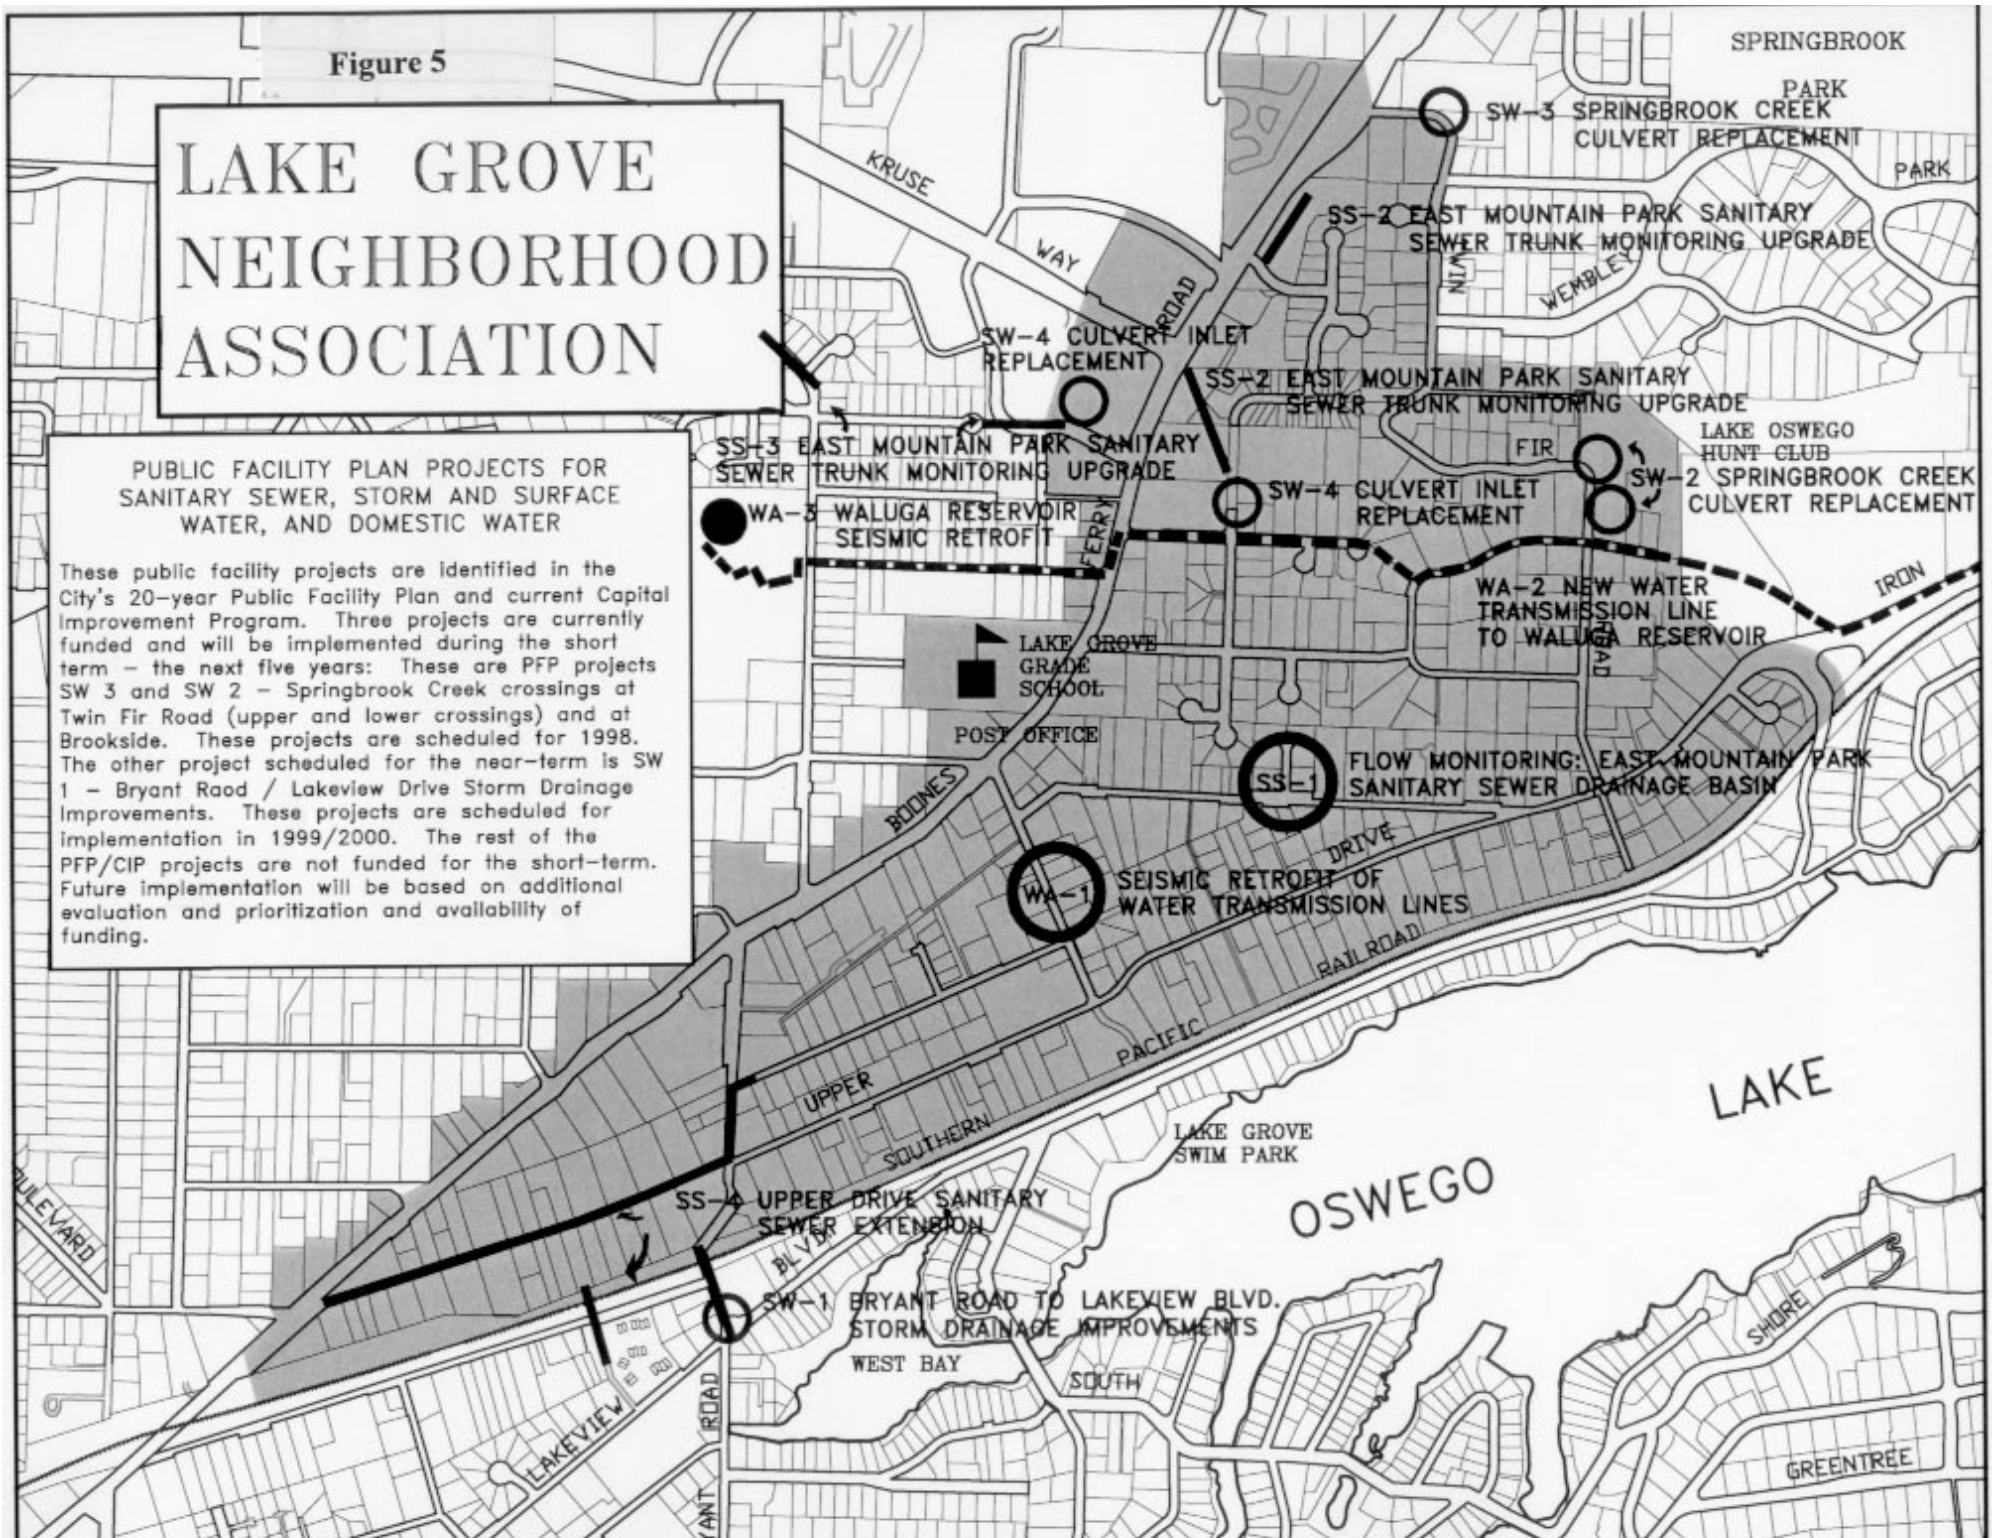 Figure 5
LAKE GROVE
NEIGHBORHOOD
ASSOCIATION
PUBLIC FACILITY PLAN PROJECTS FOR
SANITARY SEWER, STORM AND SURFACE
WATER, AND DOMESTIC WATER
These public facility projects are identified in the
City's 20-year Public Facility Plan and current Capital
Improvement Program. Three projects are currently
funded and will be implemented during the short
term – the next five years: These are PFP projects
SW 3 and SW 2 – Springbrook Creek crossings at
Twin Fir Road (upper and lower crossings) and at
Brookside. These projects are scheduled for 1998.
The other project scheduled for the near-term is SW
1 – Bryant Raod / Lakeview Drive Storm Drainage
Improvements. These projects are scheduled for
implementation in 1999/2000. The rest of the
PFP/CIP projects are not funded for the short-term.
Future implementation will be based on additional
evaluation and prioritization and availability of
funding.
SPRINGBROOK
PARK
SW-3 SPRINGBROOK CREEK
CULVERT REPLACEMENT
PARK
KRUSE
WAY
SS-2 EAST MOUNTAIN PARK SANITARY
SEWER TRUNK MONITORING UPGRADE
WEMBLEY
ROAD
SW-4 CULVERT INLET
REPLACEMENT
SS-2 EAST MOUNTAIN PARK SANITARY
SEWER TRUNK MONITORING UPGRADE
SS-3 EAST MOUNTAIN PARK SANITARY
SEWER TRUNK MONITORING UPGRADE
FIR
LAKE OSWEGO
HUNT CLUB
SW-2 SPRINGBROOK CREEK
CULVERT REPLACEMENT
SW-4 CULVERT INLET
REPLACEMENT
WA-3 WALUGA RESERVOIR
SEISMIC RETROFIT
FERRY
WA-2 NEW WATER
TRANSMISSION LINE
TO WALUGA RESERVOIR
IRON
ROAD
LAKE GROVE
GRADE
SCHOOL
POST OFFICE
BOONES
SS-1
FLOW MONITORING: EAST MOUNTAIN PARK
SANITARY SEWER DRAINAGE BASIN
DRIVE
WA-1
SEISMIC RETROFIT OF
WATER TRANSMISSION LINES
RAILROAD
PACIFIC
UPPER
SOUTHERN
LAKE GROVE
SWIM PARK
LAKE
OSWEGO
SS-4 UPPER DRIVE SANITARY
SEWER EXTENSION
BLVD.
SW-1 BRYANT ROAD TO LAKEVIEW BLVD.
STORM DRAINAGE IMPROVEMENTS
WEST BAY
SOUTH
SHORE
GREENTREE
LAKEVIEW
ROAD